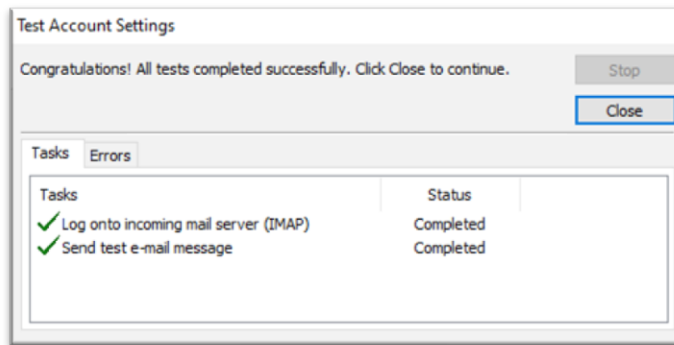 Test Account Settings
Congratulations! All tests completed successfully. Click Close to continue.
Stop
Close
Tasks Errors
Tasks Status
Log onto incoming mail server (IMAP) Completed
Send test e-mail message Completed